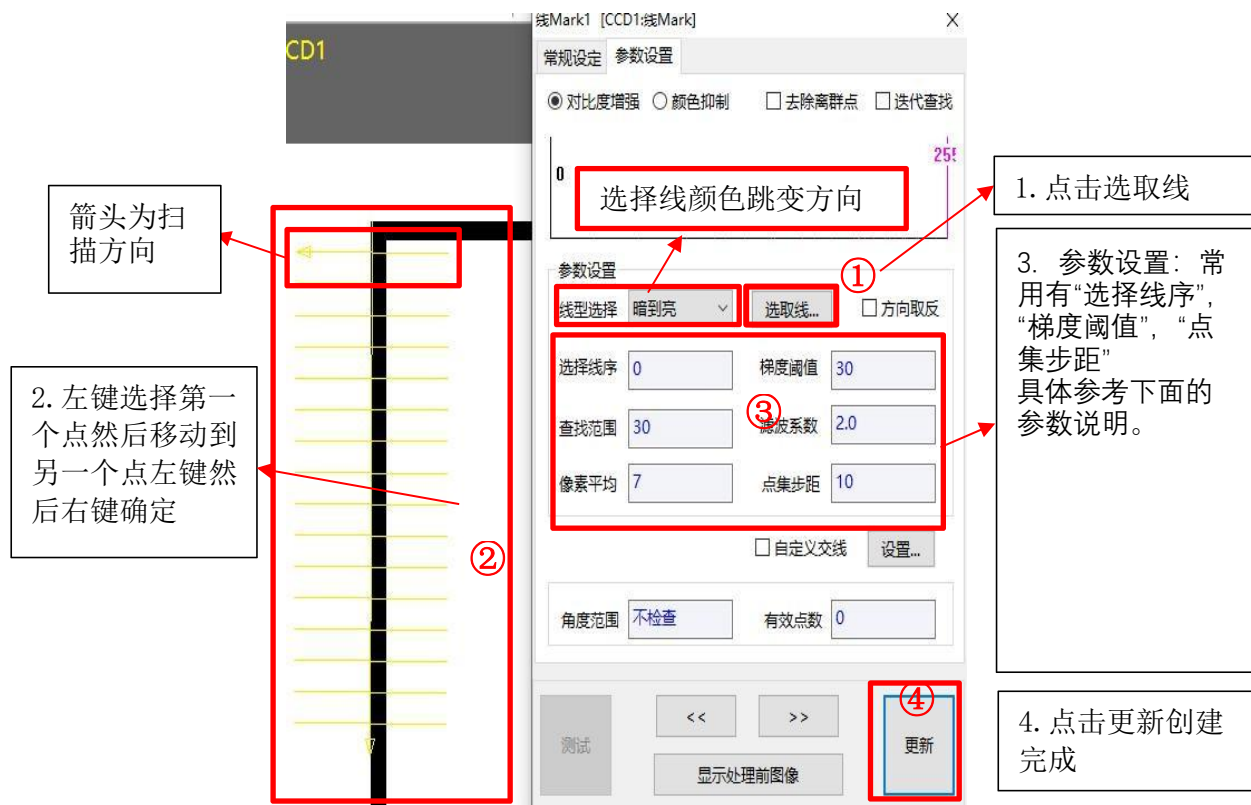 线Mark1 [CCD1:线Mark]
X
CCD1
常规设定 参数设置
对比度增强 颜色抑制 去除离群点 迭代查找
0
255
选择线颜色跳变方向
1.点击选取线
箭头为扫
描方向
3. 参数设置：常
用有“选择线序”，
“梯度阈值”，“点
集步距”
具体参考下面的
参数说明。
参数设置
①
线型选择 暗到亮 选取线... 方向取反
选择线序 0 梯度阈值 30
③
查找范围 30 滤波系数 2.0
像素平均 7 点集步距 10
2.左键选择第一
个点然后移动到
另一个点左键然
后右键确定
②
自定义交线 设置...
角度范围 不检查 有效点数 0
④
<< >>
测试 更新
显示处理前图像
4.点击更新创建
完成